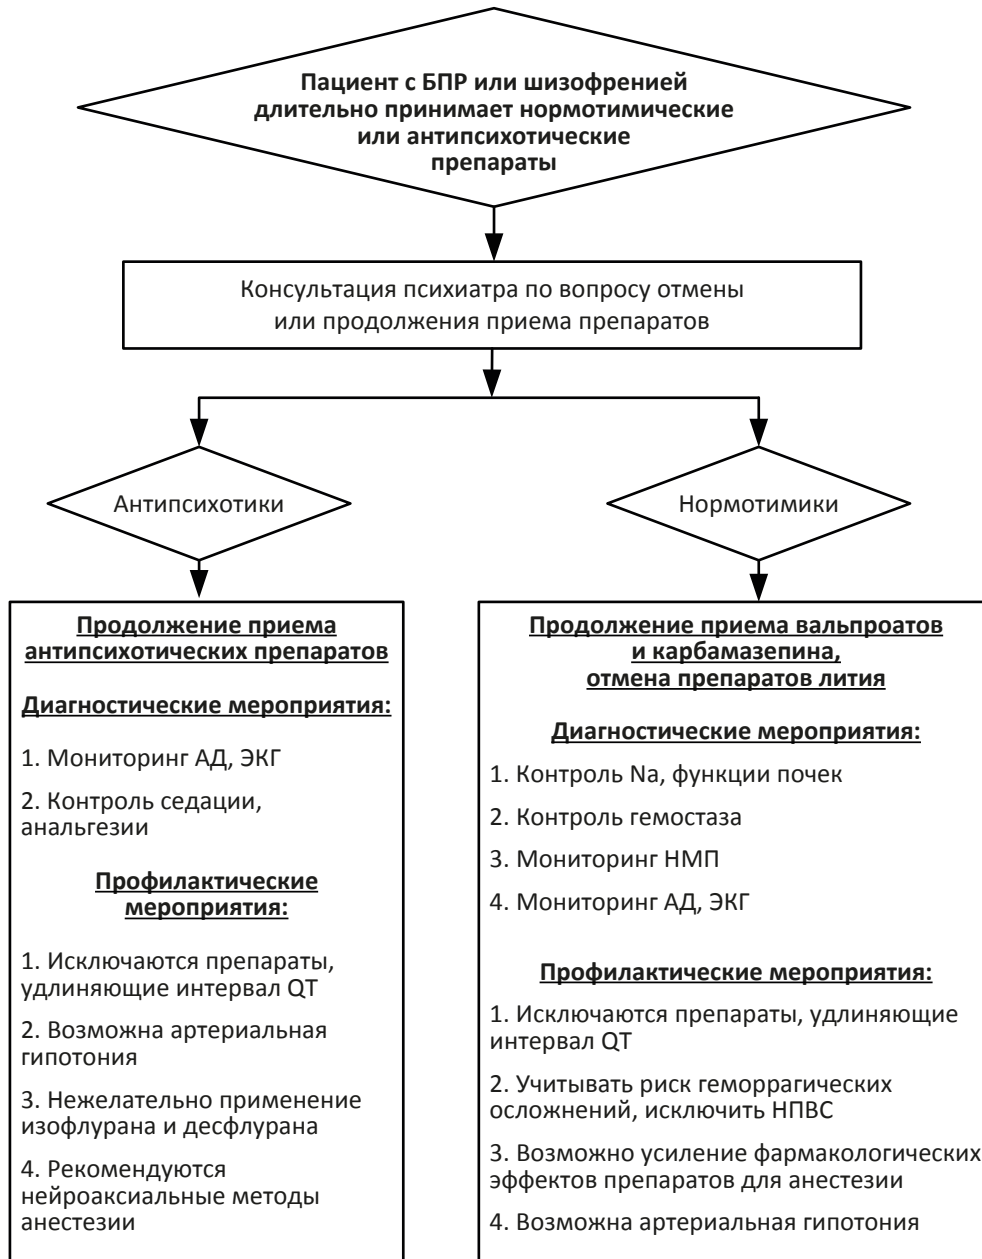 Пациент с БПР или шизофренией
длительно принимает нормотимические
или антипсихотические
препараты
Консультация психиатра по вопросу отмены
или продолжения приема препаратов
Антипсихотики
Нормотимики
Продолжение приема
антипсихотических препаратов
Диагностические мероприятия:
1. Мониторинг АД, ЭКГ
2. Контроль седации,
анальгезии
Профилактические
мероприятия:
1. Исключаются препараты,
удлиняющие интервал QT
2. Возможна артериальная
гипотония
3. Нежелательно применение
изофлурана и десфлурана
4. Рекомендуются
нейроаксиальные методы
анестезии
Продолжение приема вальпроатов
и карбамазепина,
отмена препаратов лития
Диагностические мероприятия:
1. Контроль Na, функции почек
2. Контроль гемостаза
3. Мониторинг НМП
4. Мониторинг АД, ЭКГ
Профилактические мероприятия:
1. Исключаются препараты, удлиняющие
интервал QT
2. Учитывать риск геморрагических
осложнений, исключить НПВС
3. Возможно усиление фармакологических
эффектов препаратов для анестезии
4. Возможна артериальная гипотония